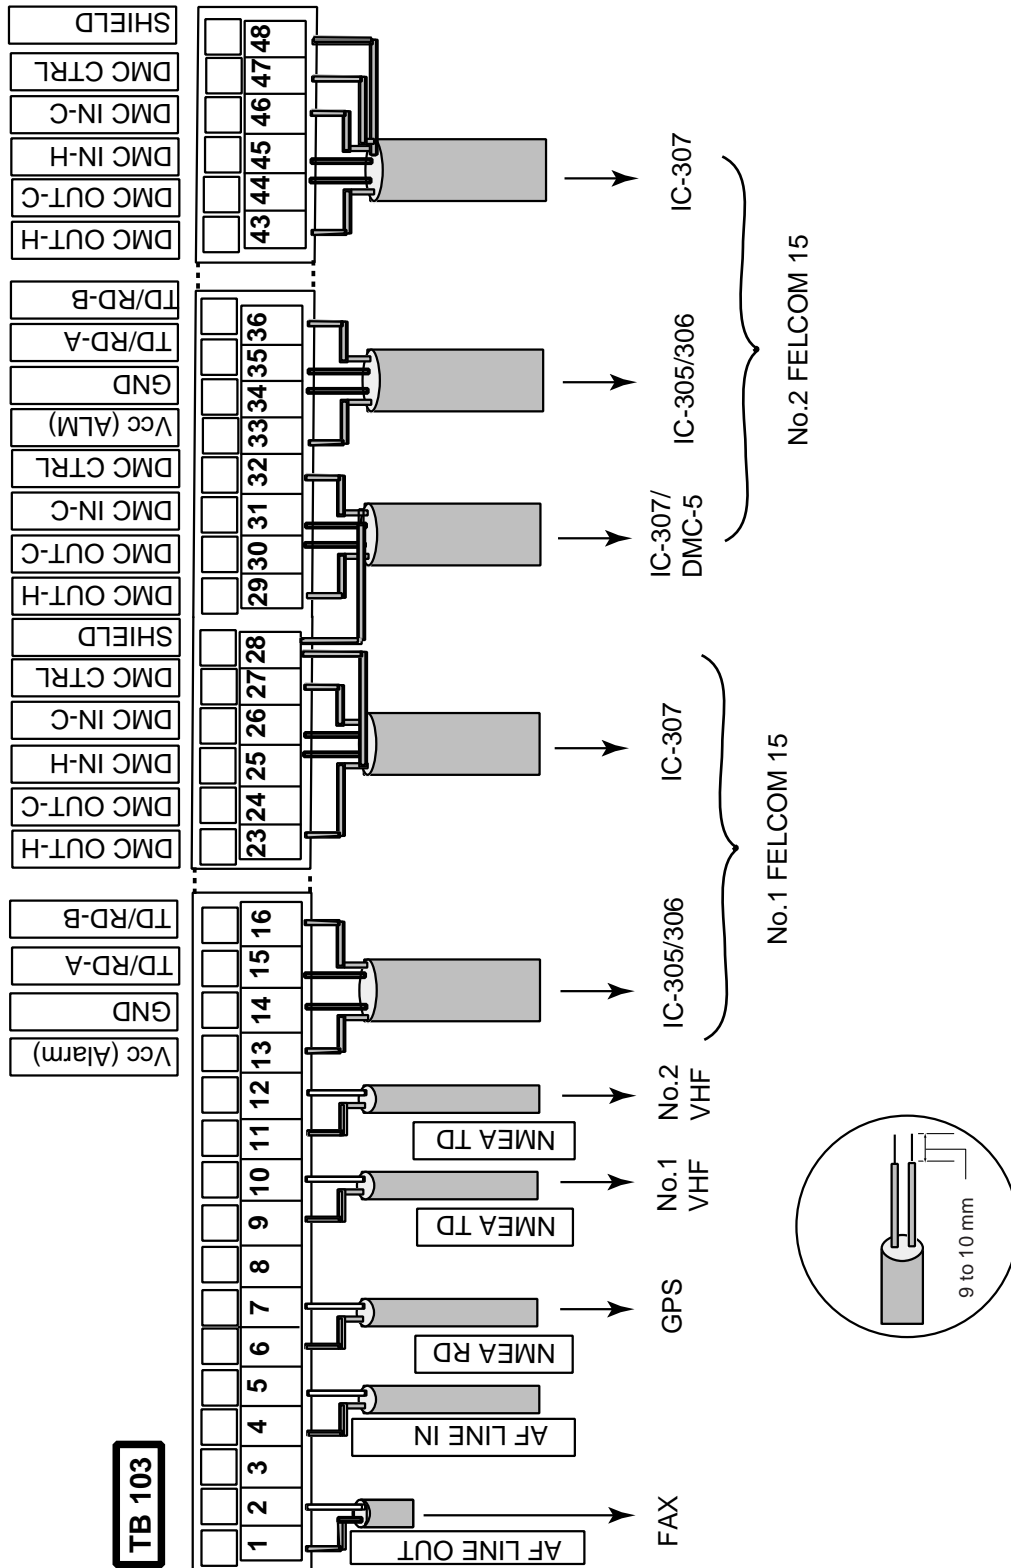 TB 103
SHIELD
DMC CTRL
DMC IN-C
DMC IN-H
DMC OUT-C
DMC OUT-H
TD/RD-B
TD/RD-A
GND
Vcc (ALM)
DMC CTRL
DMC IN-C
DMC OUT-C
DMC OUT-H
SHIELD
DMC CTRL
DMC IN-C
DMC IN-H
DMC OUT-C
DMC OUT-H
TD/RD-B
TD/RD-A
GND
Vcc (Alarm)
48
47
46
45
44
43
36
35
34
33
32
31
30
29
28
27
26
25
24
23
16
15
14
13
12
11
10
9
8
7
6
5
4
3
2
1
NMEA TD
NMEA TD
NMEA RD
AF LINE IN
AF LINE OUT
IC-307
IC-305/306
IC-307/
DMC-5
No.2 FELCOM 15
IC-307
IC-305/306
No.1 FELCOM 15
No.2
VHF
No.1
VHF
GPS
FAX
9 to 10 mm